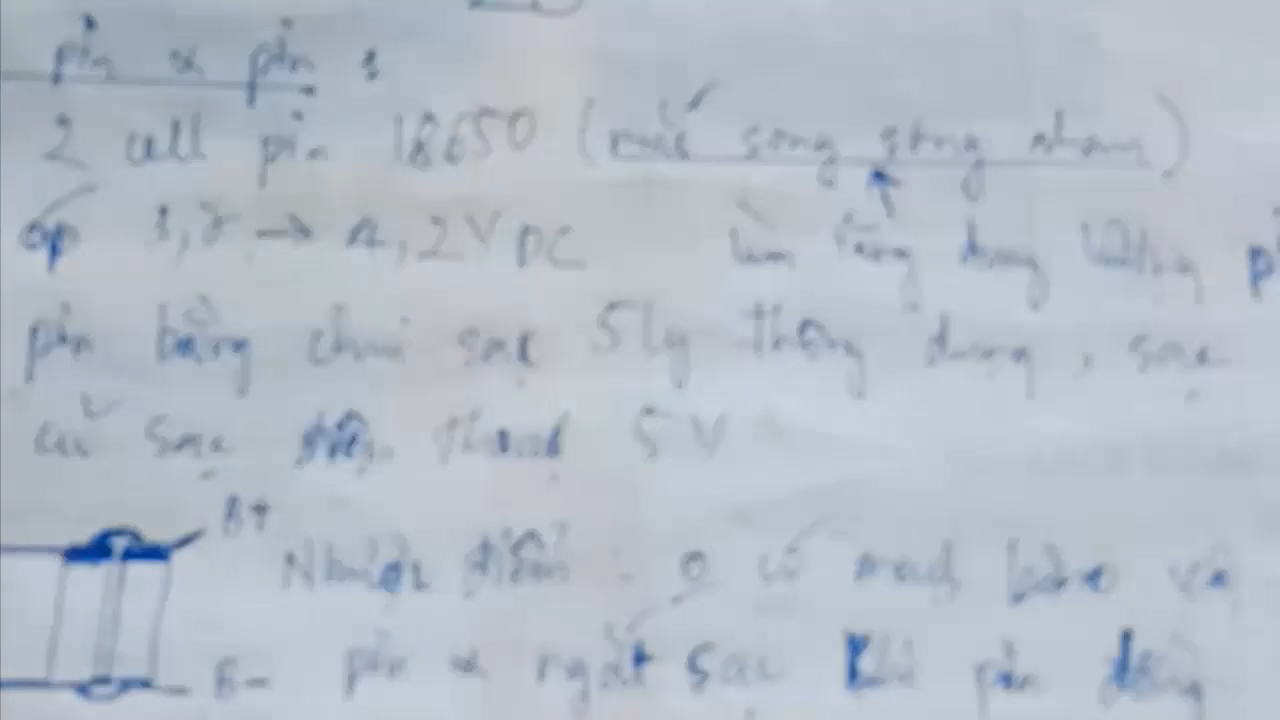 pin & pin
2 cell pin 18650 (mắc song song nhau)
áp 3,7 → 4,2V DC làm tăng dung lượng
pin bằng chui sạc 5ly thông dụng, sạc
củ sạc điện thoại 5V
B+
Nhược điểm: 0 có mạch bảo vệ
B- pin & ngắt sạc khi pin